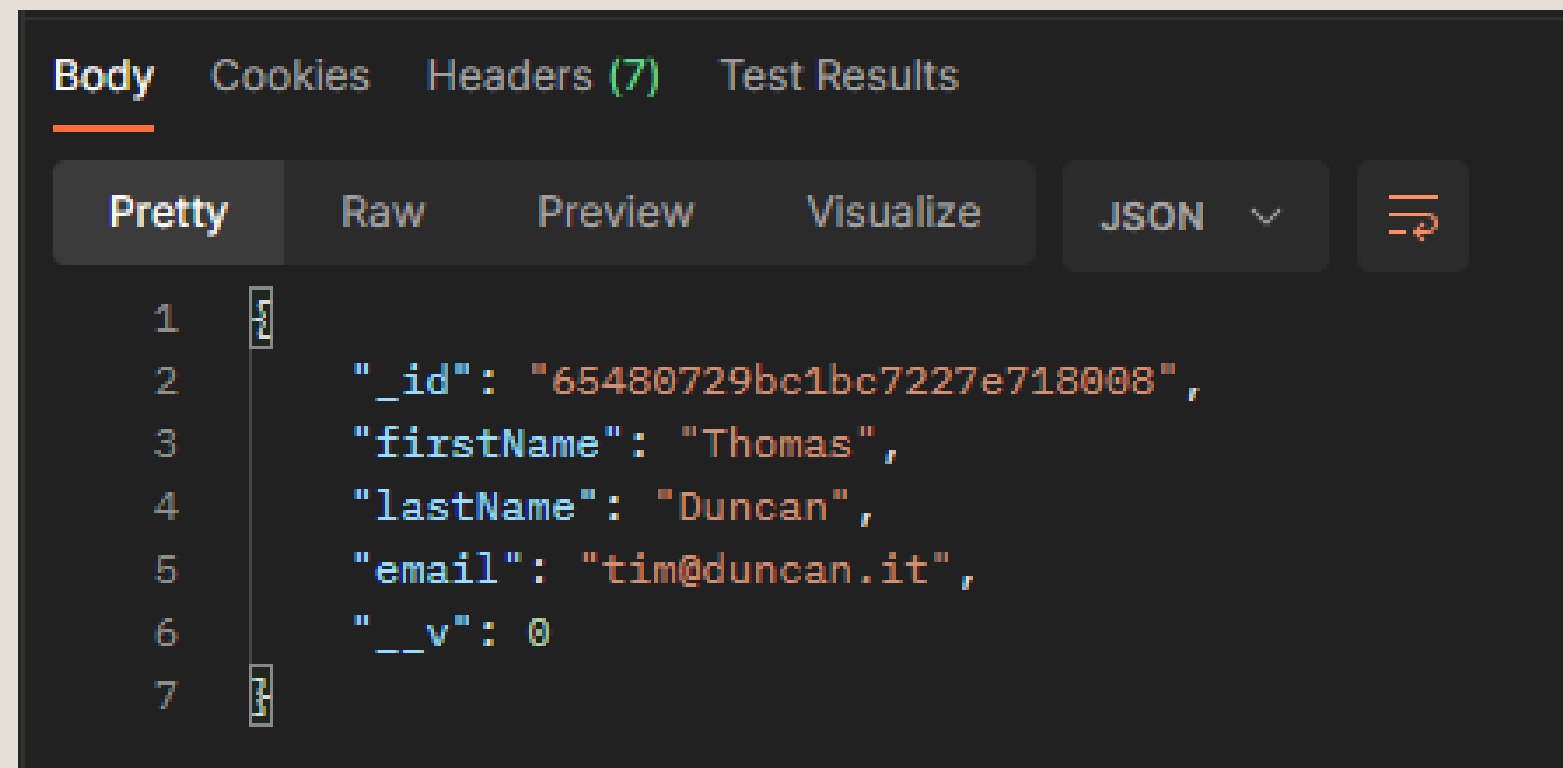 Body Cookies Headers (7) Test Results
Pretty Raw Preview Visualize JSON
1 {
2 "_id": "65480729bc1bc7227e718008",
3 "firstName": "Thomas",
4 "lastName": "Duncan",
5 "email": "tim@duncan.it",
6 "__v": 0
7 }